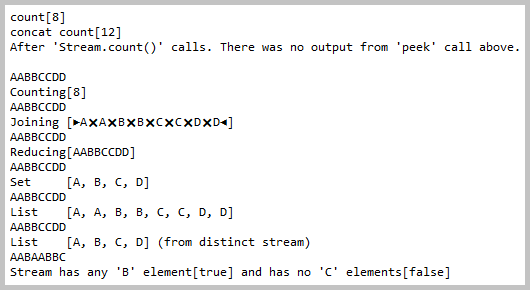 count[8]
concat count[12]
After 'Stream.count()' calls. There was no output from 'peek' call above.

AABBCCDD
Counting[8]
AABBCCDD
Joining [►A✖A✖B✖B✖C✖C✖D✖D◄]
AABBCCDD
Reducing[AABBCCDD]
AABBCCDD
Set     [A, B, C, D]
AABBCCDD
List    [A, A, B, B, C, C, D, D]
AABBCCDD
List    [A, B, C, D] (from distinct stream)
AABAABBC
Stream has any 'B' element[true] and has no 'C' elements[false]